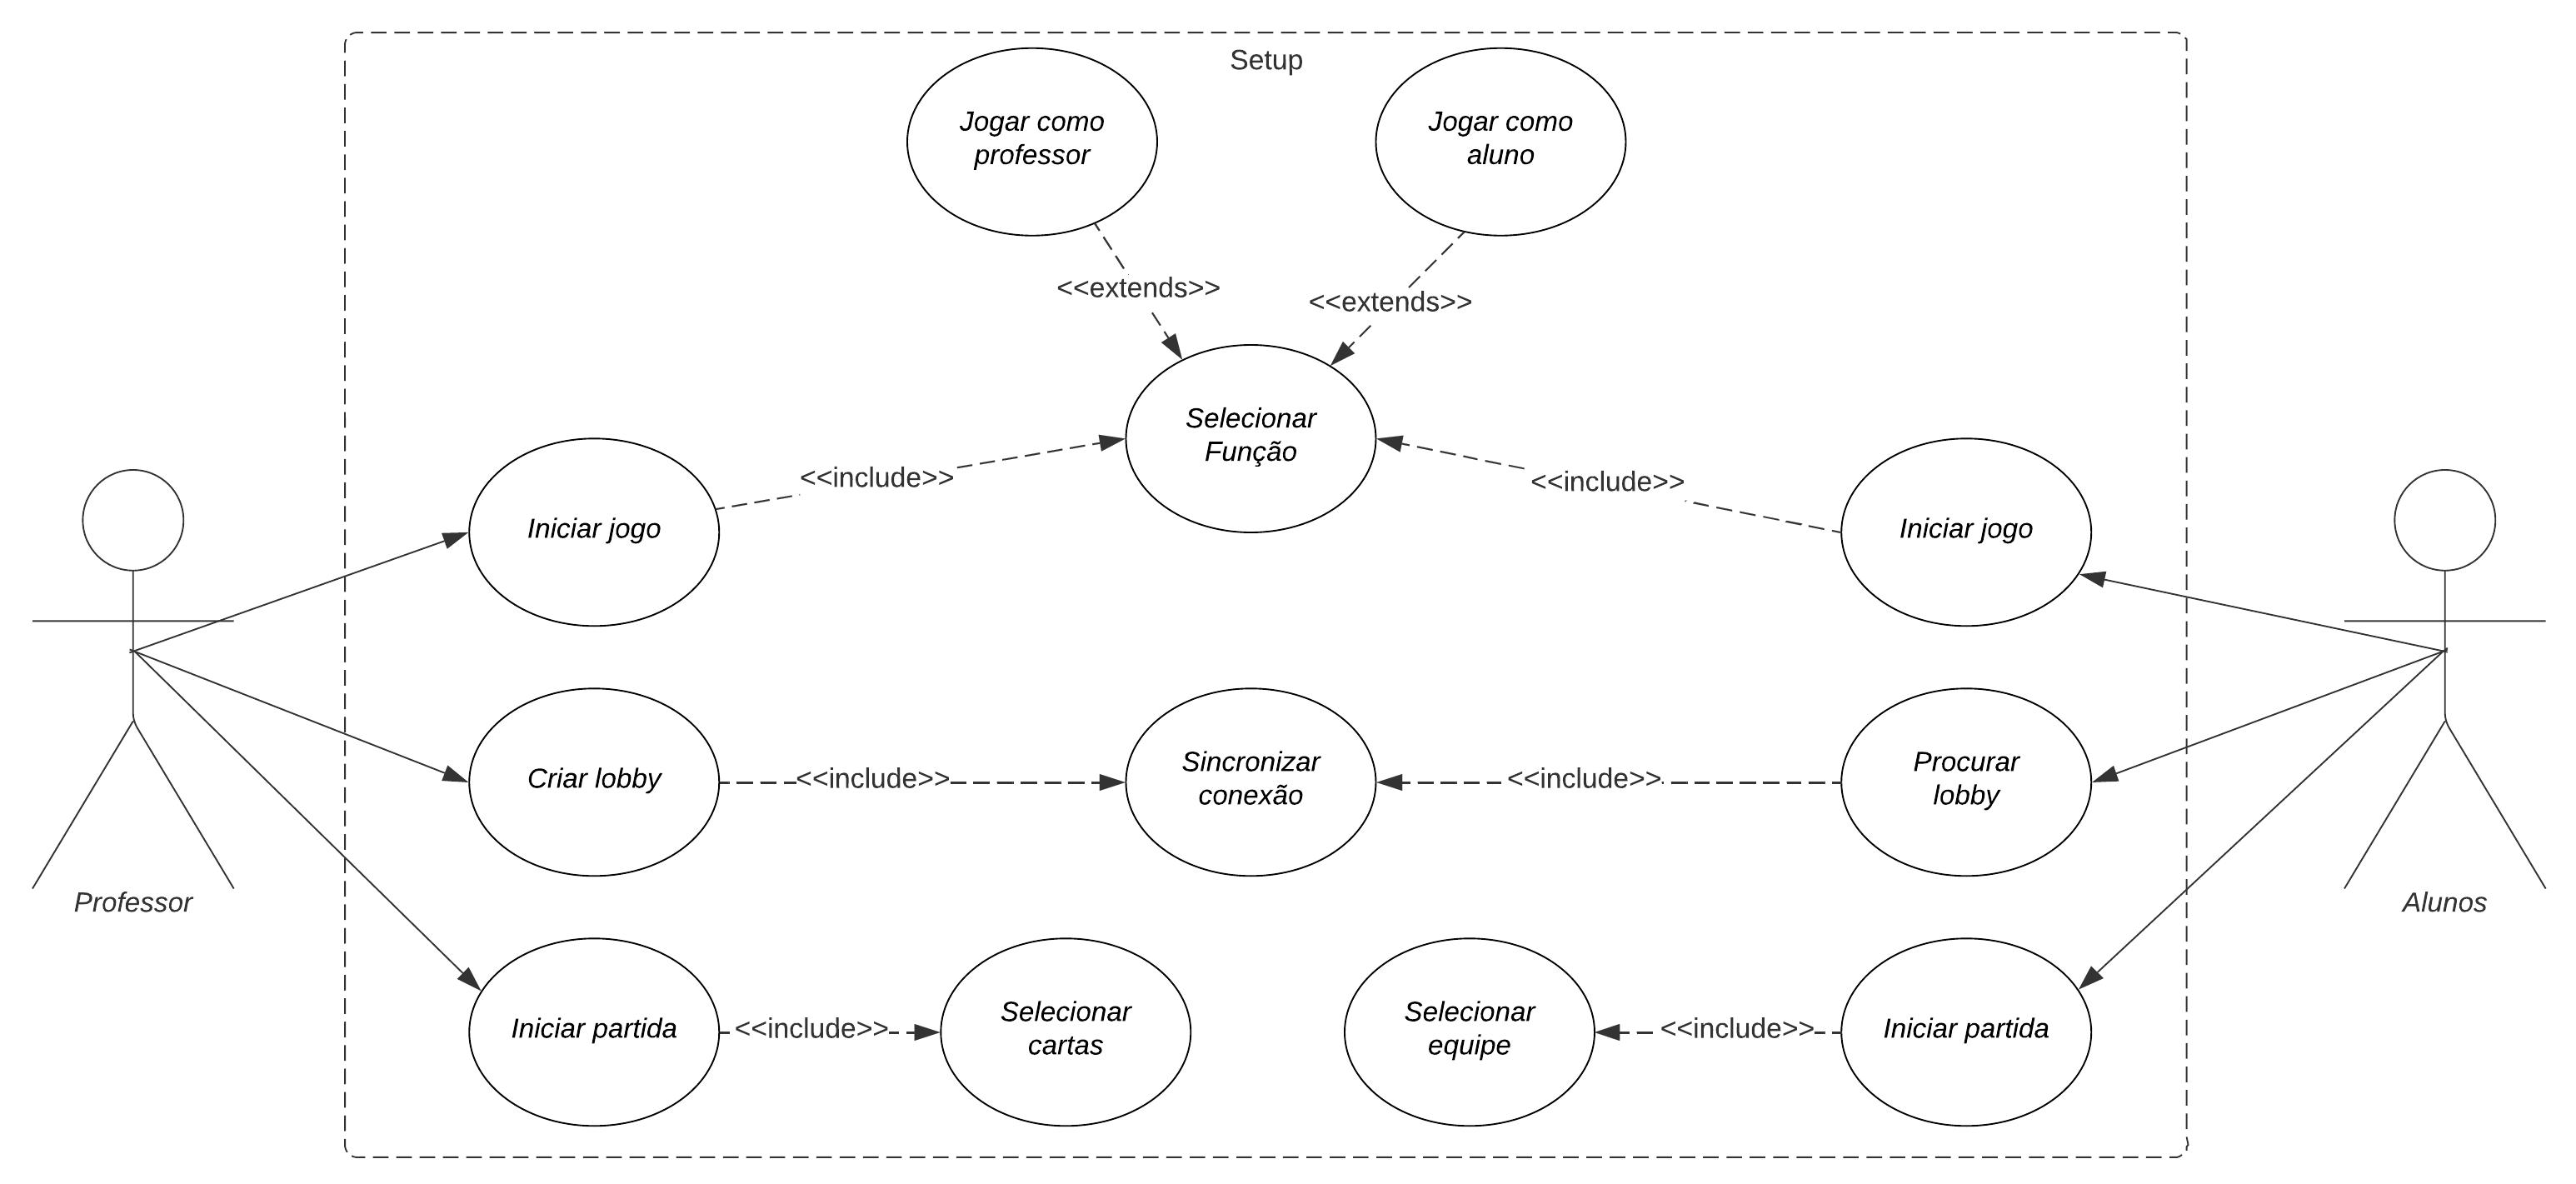 Setup
Jogar como
professor
Jogar como
aluno
<<extends>>
<<extends>>
Selecionar
Função
<<include>>
<<include>>
Iniciar jogo
Iniciar jogo
Criar lobby
<<include>>
Sincronizar
conexão
<<include>>
Procurar
lobby
Professor
Alunos
Iniciar partida
<<include>>
Selecionar
cartas
Selecionar
equipe
<<include>>
Iniciar partida